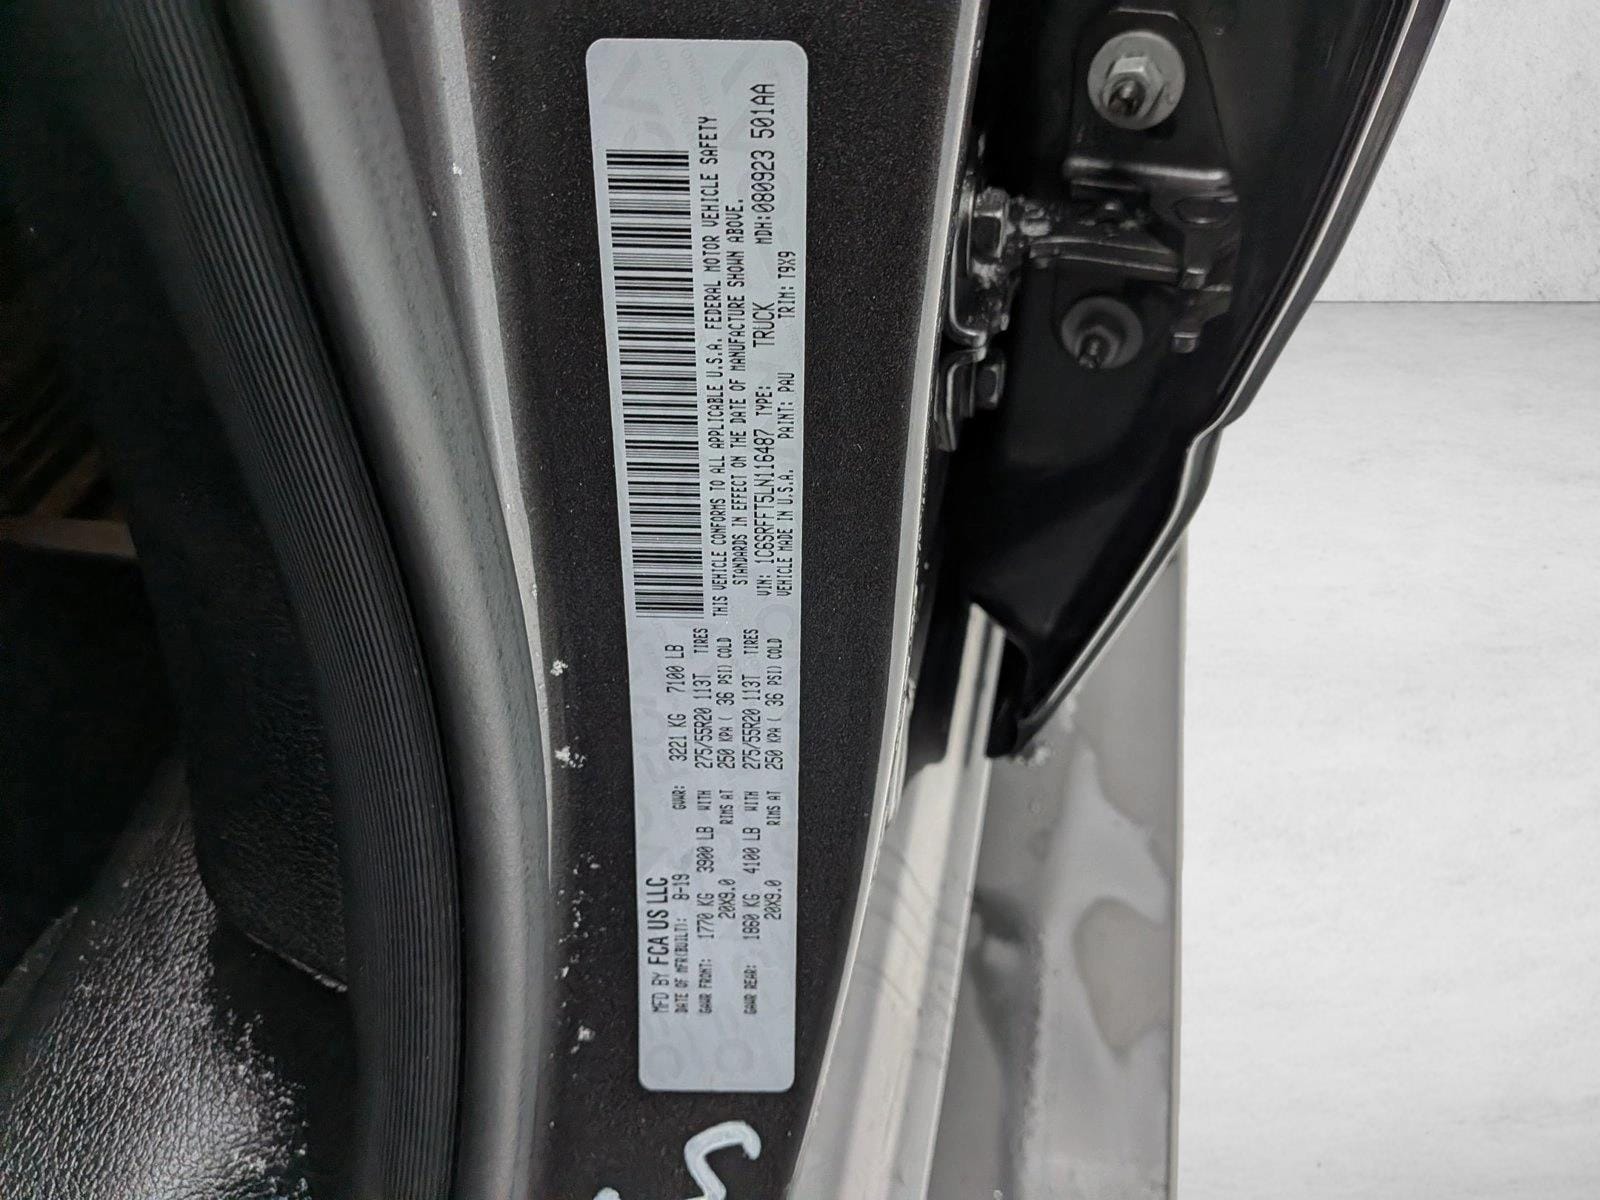 MFD BY FCA US LLC
DATE OF MFR(BUILT): 8-19 GVWR: 3221 KG 7100 LB
GAWR FRONT: 1770 KG 3900 LB WITH 275/55R20 113T TIRES
20X9.0 RIMS AT 250 KPA ( 36 PSI) COLD
GAWR REAR: 1860 KG 4100 LB WITH 275/55R20 113T TIRES
20X9.0 RIMS AT 250 KPA ( 36 PSI) COLD
THIS VEHICLE CONFORMS TO ALL APPLICABLE U.S.A. FEDERAL MOTOR VEHICLE SAFETY
STANDARDS IN EFFECT ON THE DATE OF MANUFACTURE SHOWN ABOVE.
VIN: 1C6SRFFT5LN116487 TYPE: TRUCK MDH:080923 501AA
VEHICLE MADE IN U.S.A. PAINT: PAU TRIM: T9X9